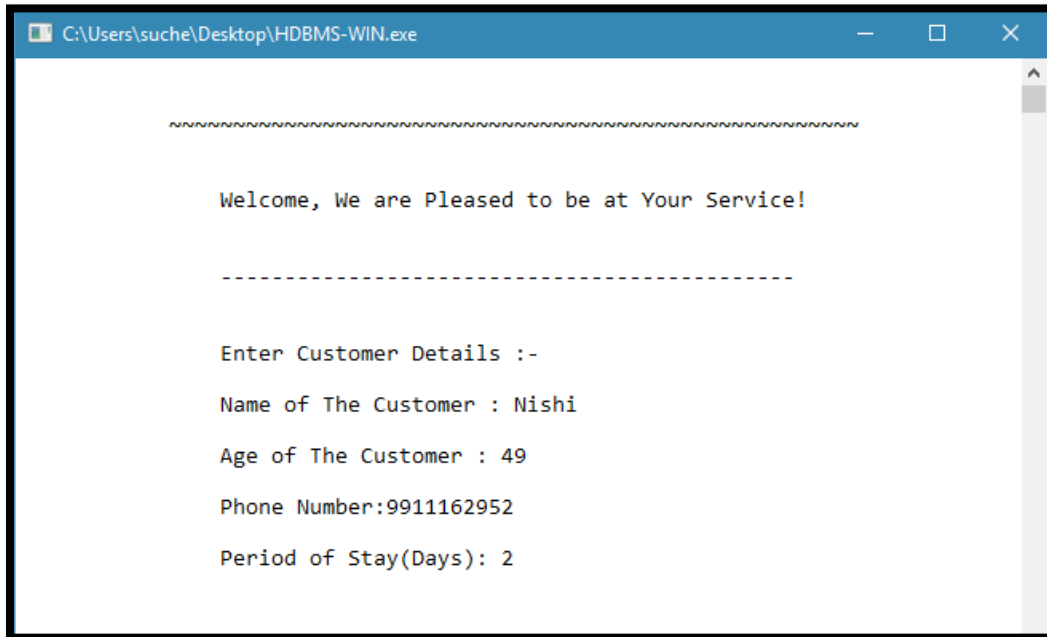 C:\Users\suche\Desktop\HDBMS-WIN.exe
~~~~~~~~~~~~~~~~~~~~~~~~~~~~~~~~~~~~~~~~~~~~~~~~~~~~~~
Welcome, We are Pleased to be at Your Service!
---------------------------------------------
Enter Customer Details :-
Name of The Customer : Nishi
Age of The Customer : 49
Phone Number:9911162952
Period of Stay(Days): 2